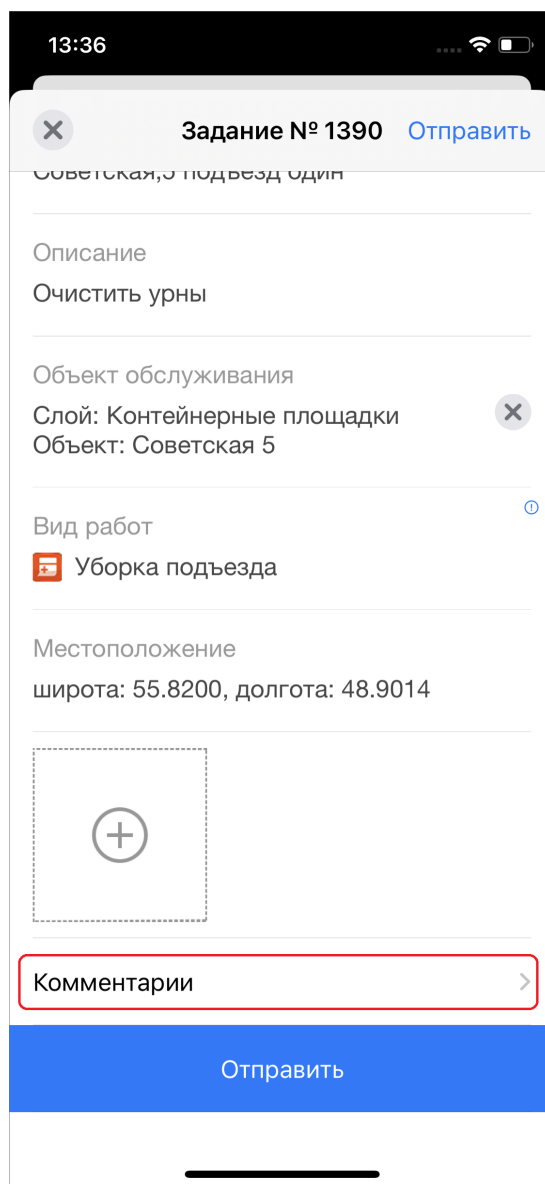 13:36
Задание № 1390
Отправить
Советская,5 подъезд один
Описание
Очистить урны
Объект обслуживания
Слой: Контейнерные площадки
Объект: Советская 5
Вид работ
Уборка подъезда
Местоположение
широта: 55.8200, долгота: 48.9014
Комментарии
Отправить